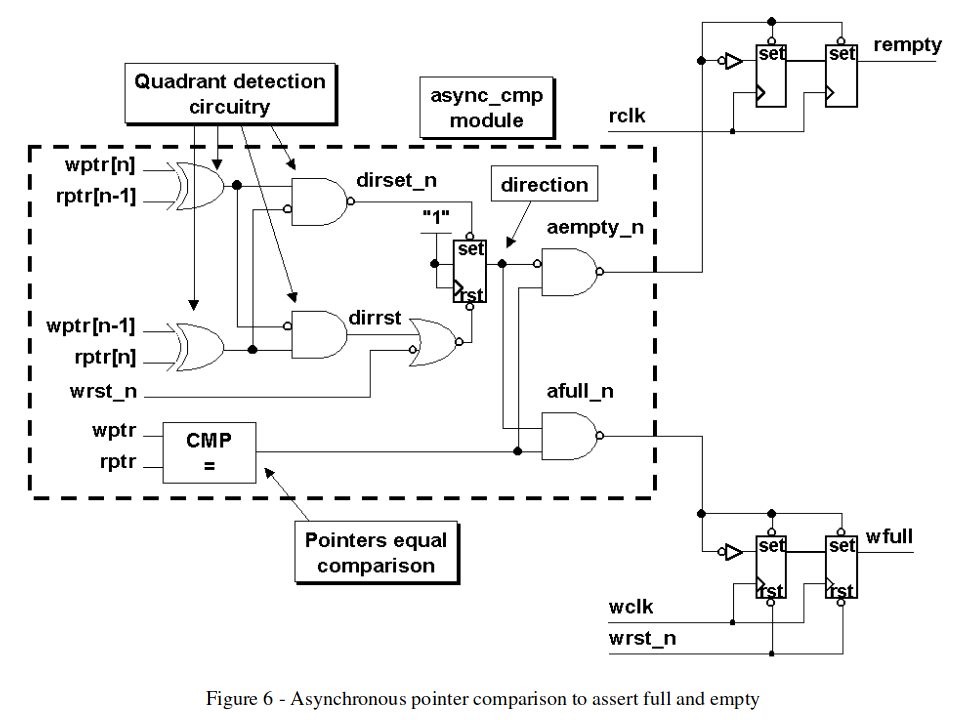 rempty
set
set
rclk
Quadrant detection
circuitry
async_cmp
module
wptr[n]
rptr[n-1]
dirset_n
direction
"1"
aempty_n
set
rst
wptr[n-1]
rptr[n]
dirrst
wrst_n
afull_n
wptr
rptr
CMP
=
Pointers equal
comparison
wfull
set
set
rst
rst
wclk
wrst_n
Figure 6 - Asynchronous pointer comparison to assert full and empty